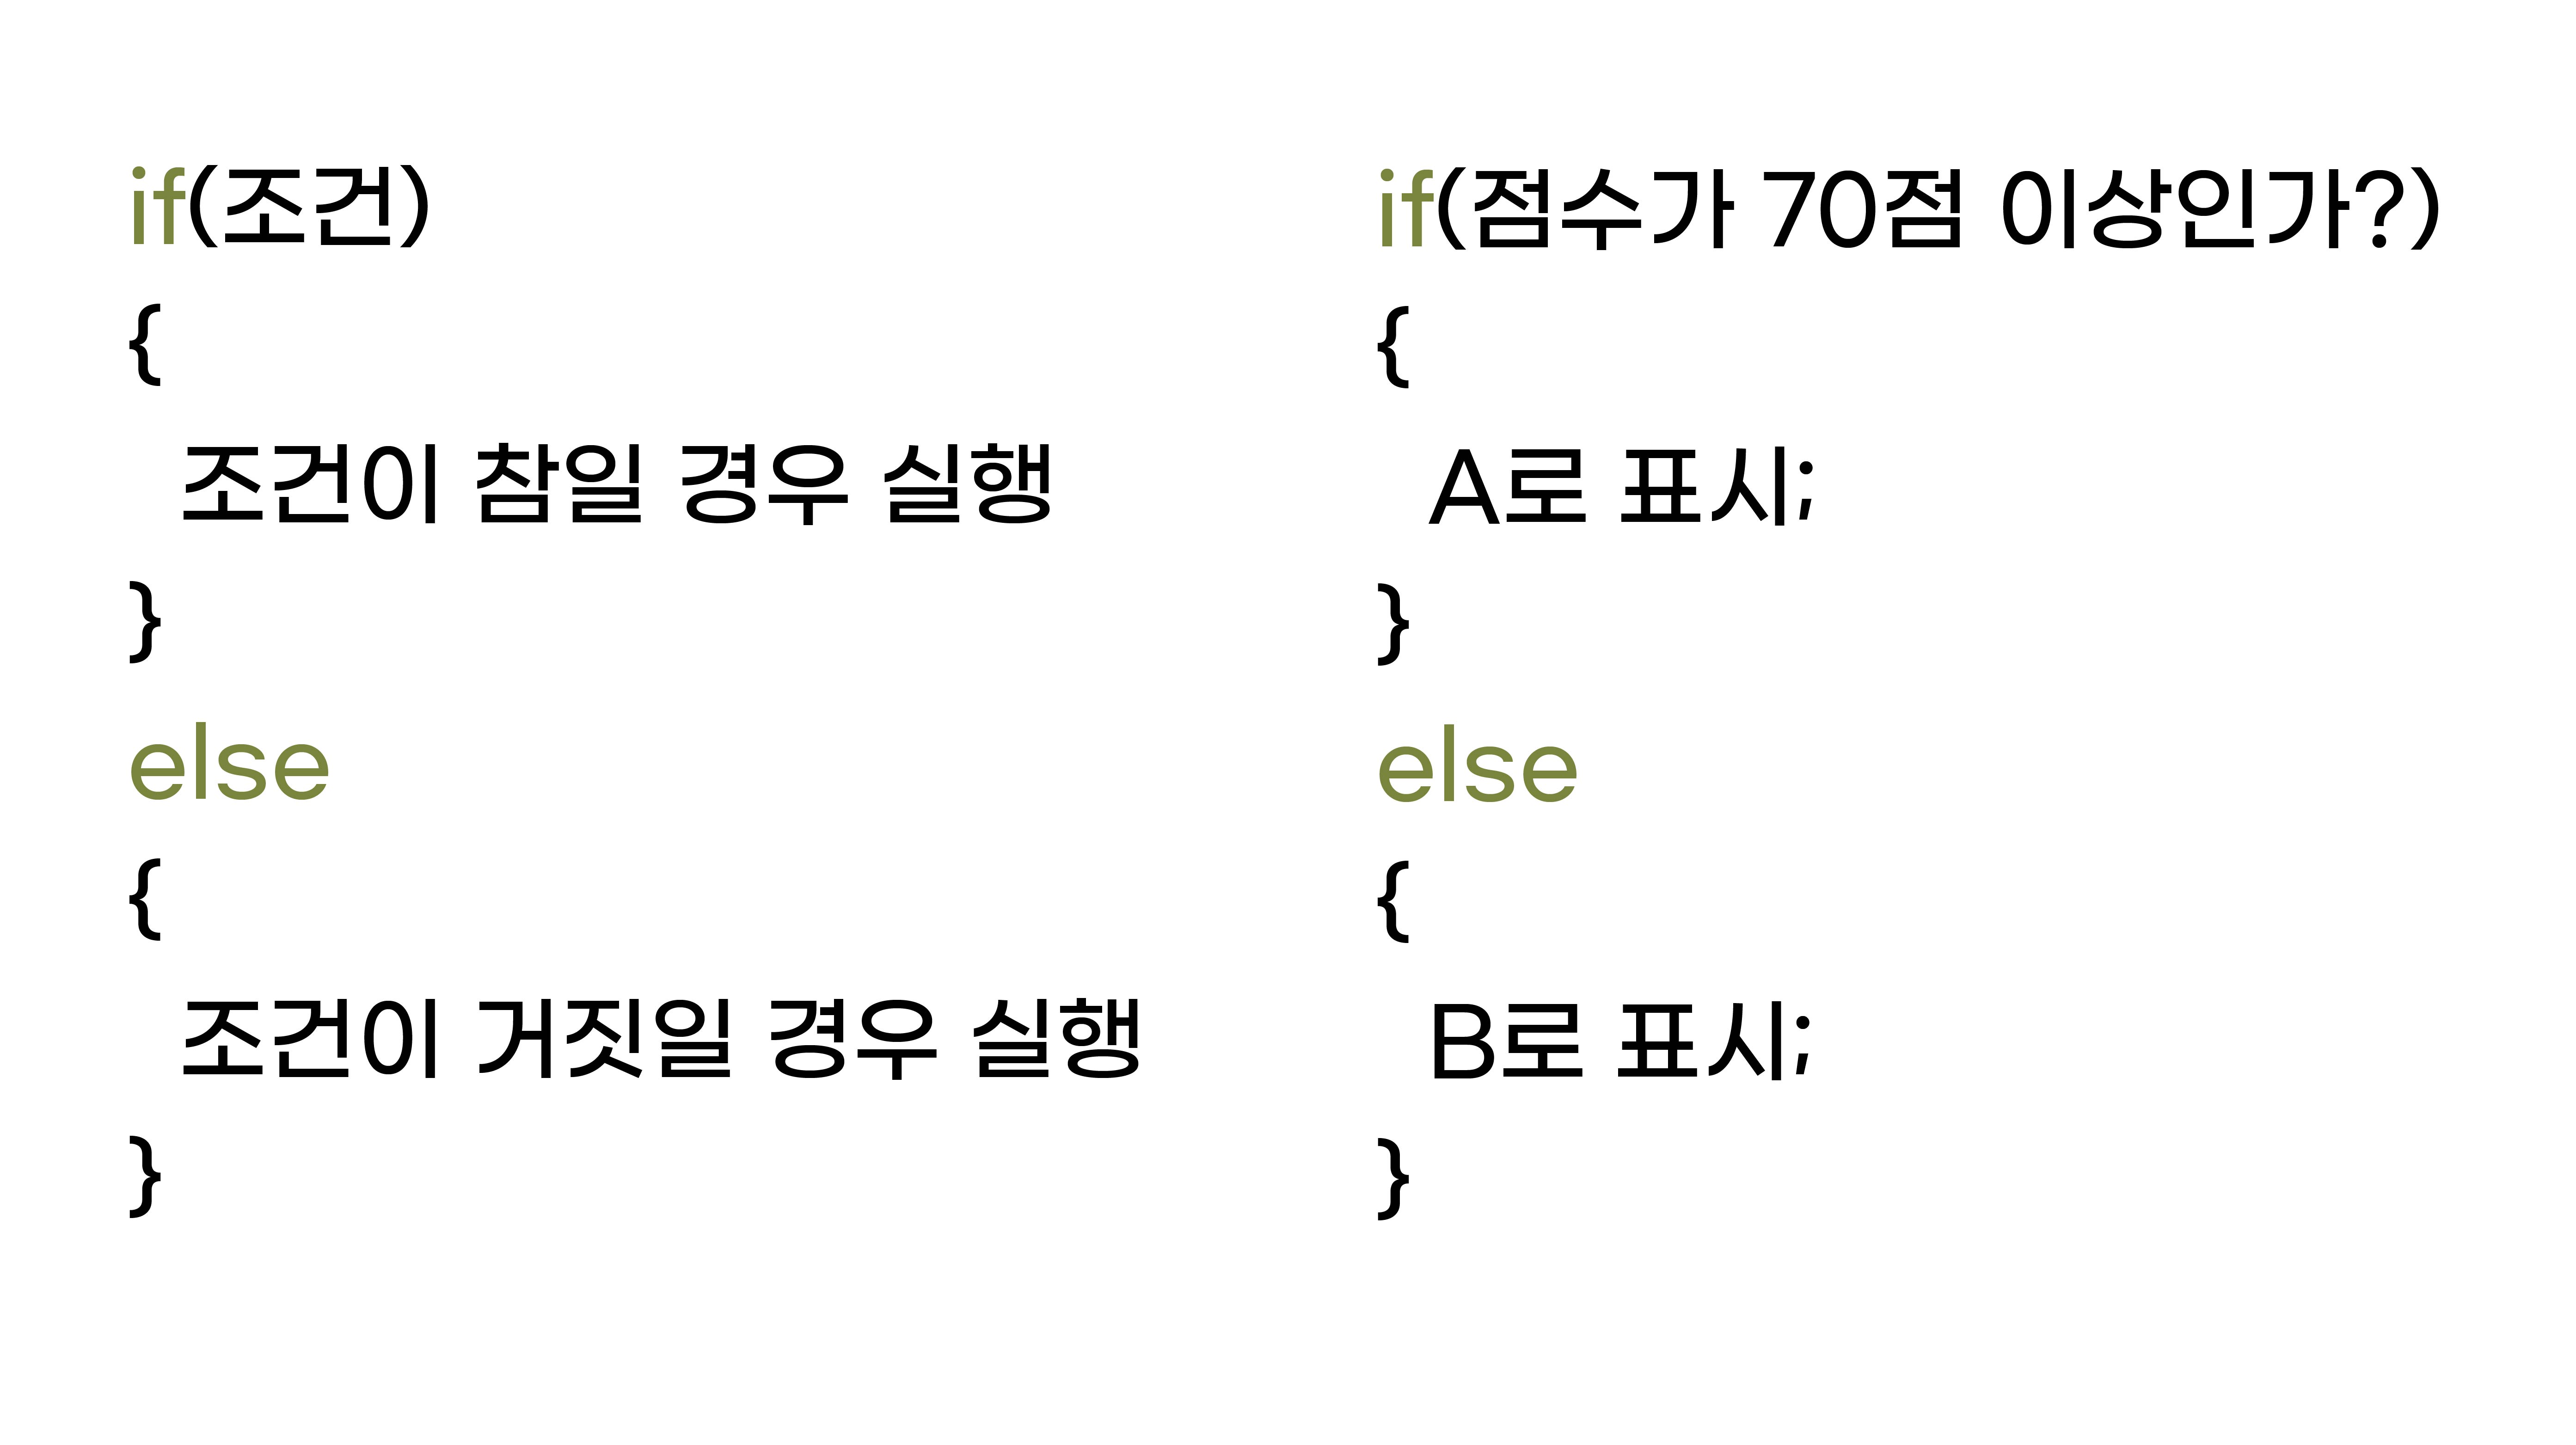 if(조건)
{
조건이 참일 경우 실행
}
else
{
조건이 거짓일 경우 실행
}
if(점수가 70점 이상인가?)
{
A로 표시;
}
else
{
B로 표시;
}